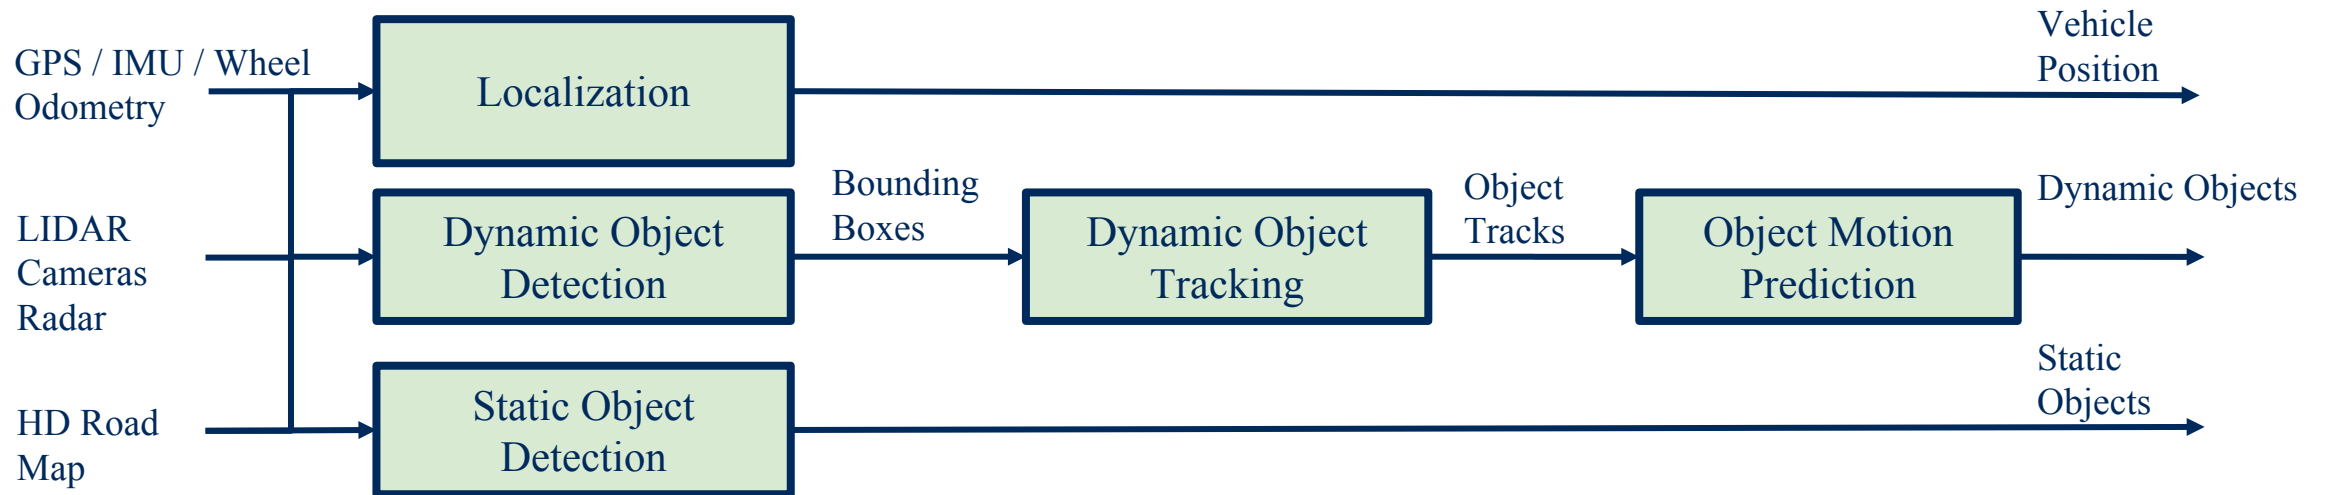 GPS / IMU / Wheel
Odometry
Localization
Vehicle
Position
LIDAR
Cameras
Radar
Dynamic Object
Detection
Bounding
Boxes
Dynamic Object
Tracking
Object
Tracks
Object Motion
Prediction
Dynamic Objects
HD Road
Map
Static Object
Detection
Static
Objects